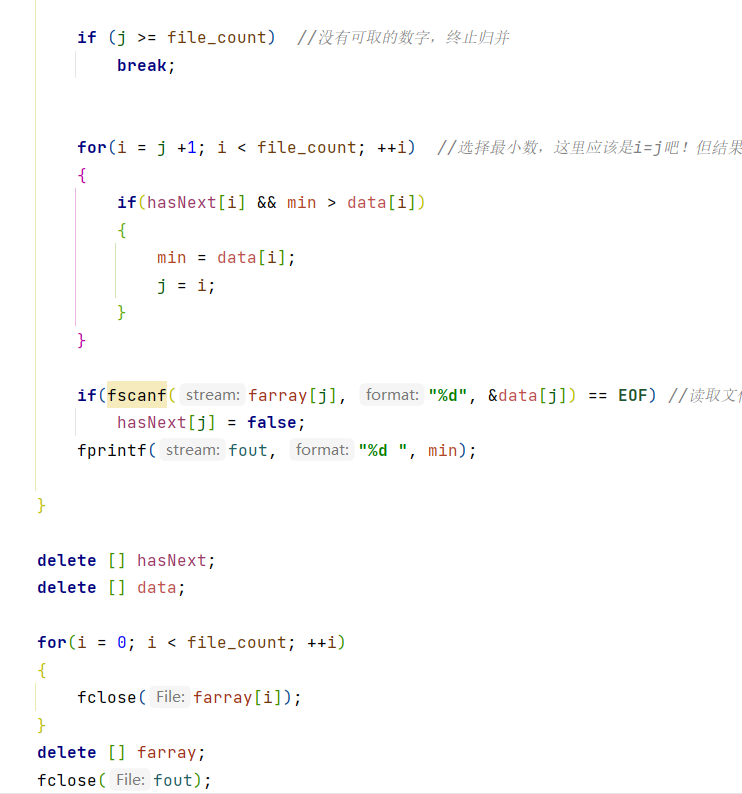 if (j >= file_count)  //没有可取的数字，终止归并
break;
for(i = j +1; i < file_count; ++i)  //选择最小数，这里应该是i=j吧！但结果
{
if(hasNext[i] && min > data[i])
{
min = data[i];
j = i;
}
}
if(fscanf( stream: farray[j], format: "%d", &data[j]) == EOF) //读取文件
hasNext[j] = false;
fprintf( stream: fout, format: "%d ", min);
}
delete [] hasNext;
delete [] data;
for(i = 0; i < file_count; ++i)
{
fclose( File: farray[i]);
}
delete [] farray;
fclose( File: fout);